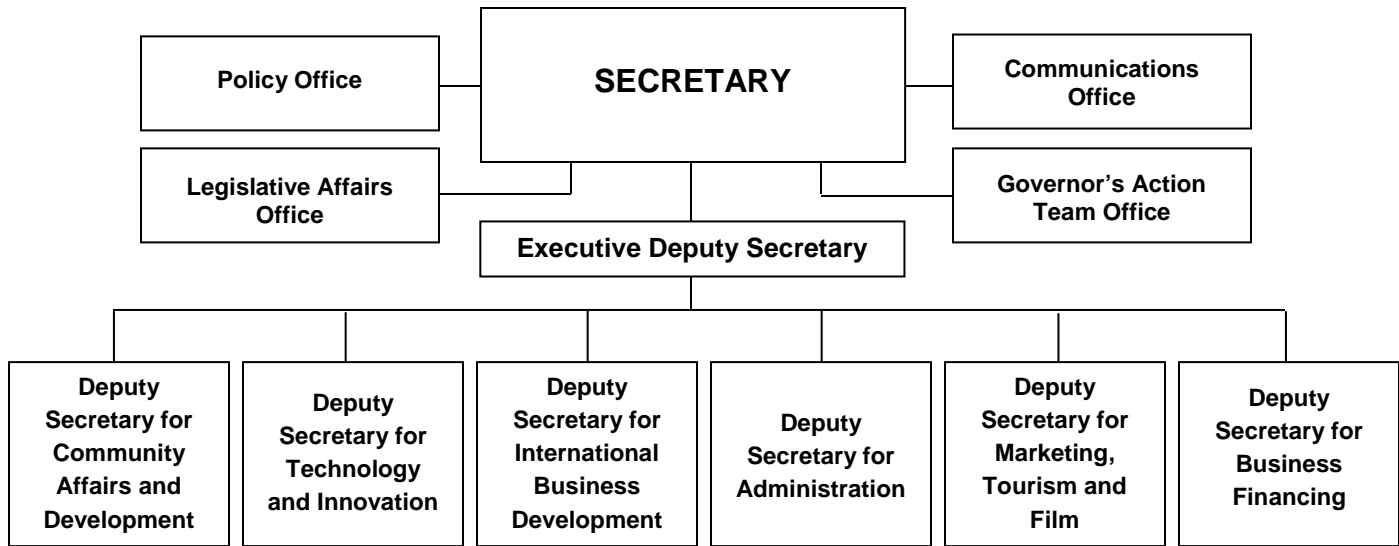 Policy Office
SECRETARY
Communications
Office
Legislative Affairs
Office
Governor’s Action
Team Office
Executive Deputy Secretary
Deputy
Secretary for
Community
Affairs and
Development
Deputy
Secretary for
Technology
and Innovation
Deputy
Secretary for
International
Business
Development
Deputy
Secretary for
Administration
Deputy
Secretary for
Marketing,
Tourism and
Film
Deputy
Secretary for
Business
Financing